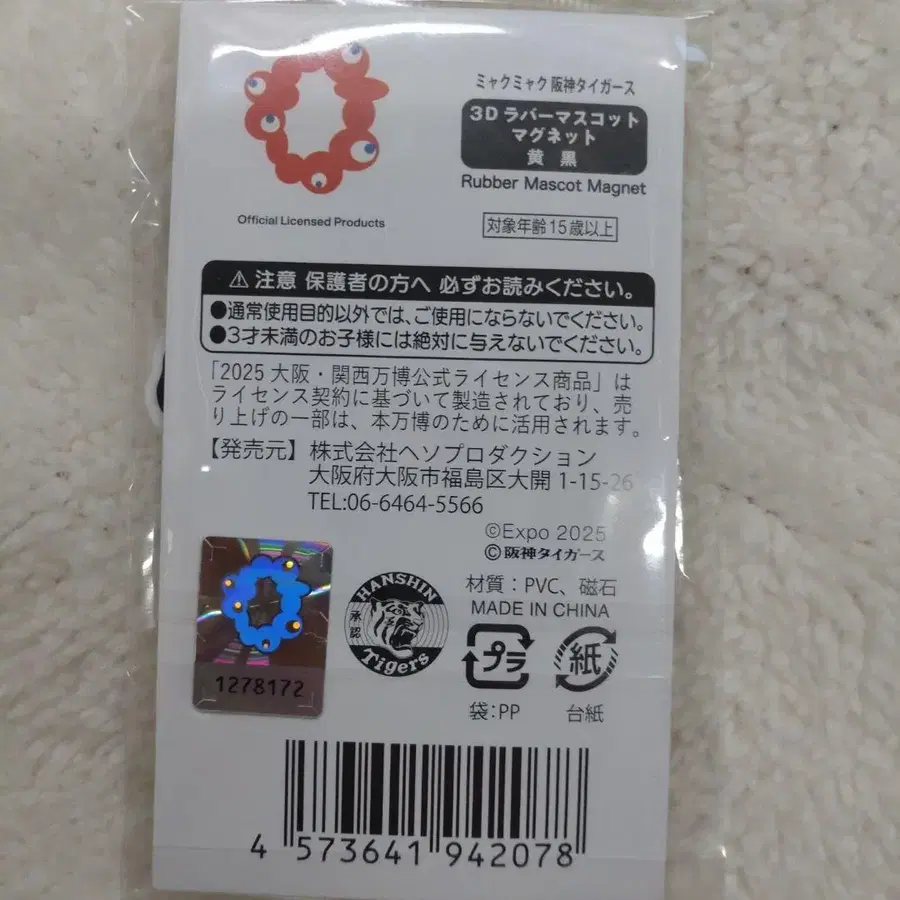 ミャクミャク 阪神タイガース
3D ラバーマスコット
マグネット
黄 黒
Rubber Mascot Magnet
Official Licensed Products
対象年齢15歳以上
⚠注意 保護者の方へ 必ずお読みください。
●通常使用目的以外では、ご使用にならないでください。
●3才未満のお子様には絶対に与えないでください。
「2025 大阪・関西万博公式ライセンス商品」は
ライセンス契約に基づいて製造されており、売
り上げの一部は、本万博のために活用されます。
【発売元】株式会社ヘソプロダクション
大阪府大阪市福島区大開 1-15-26
TEL:06-6464-5566
©Expo 2025
©阪神タイガース
材質：PVC、磁石
MADE IN CHINA
HANSHIN
承認
Tigers
プラ
紙
袋:PP
台紙
1278172
4 573641 942078